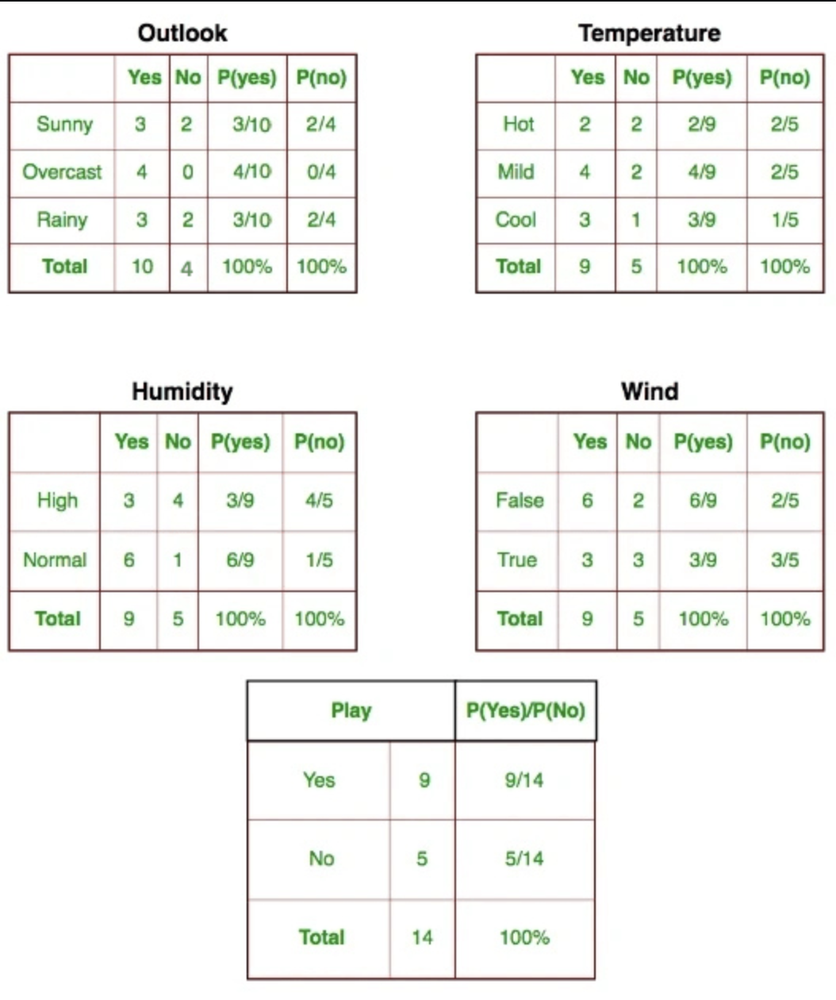 Outlook
Yes No P(yes) P(no)
Sunny 3 2 3/10 2/4
Overcast 4 0 4/10 0/4
Rainy 3 2 3/10 2/4
Total 10 4 100% 100%
Temperature
Yes No P(yes) P(no)
Hot 2 2 2/9 2/5
Mild 4 2 4/9 2/5
Cool 3 1 3/9 1/5
Total 9 5 100% 100%
Humidity
Yes No P(yes) P(no)
High 3 4 3/9 4/5
Normal 6 1 6/9 1/5
Total 9 5 100% 100%
Wind
Yes No P(yes) P(no)
False 6 2 6/9 2/5
True 3 3 3/9 3/5
Total 9 5 100% 100%
Play P(Yes)/P(No)
Yes 9 9/14
No 5 5/14
Total 14 100%